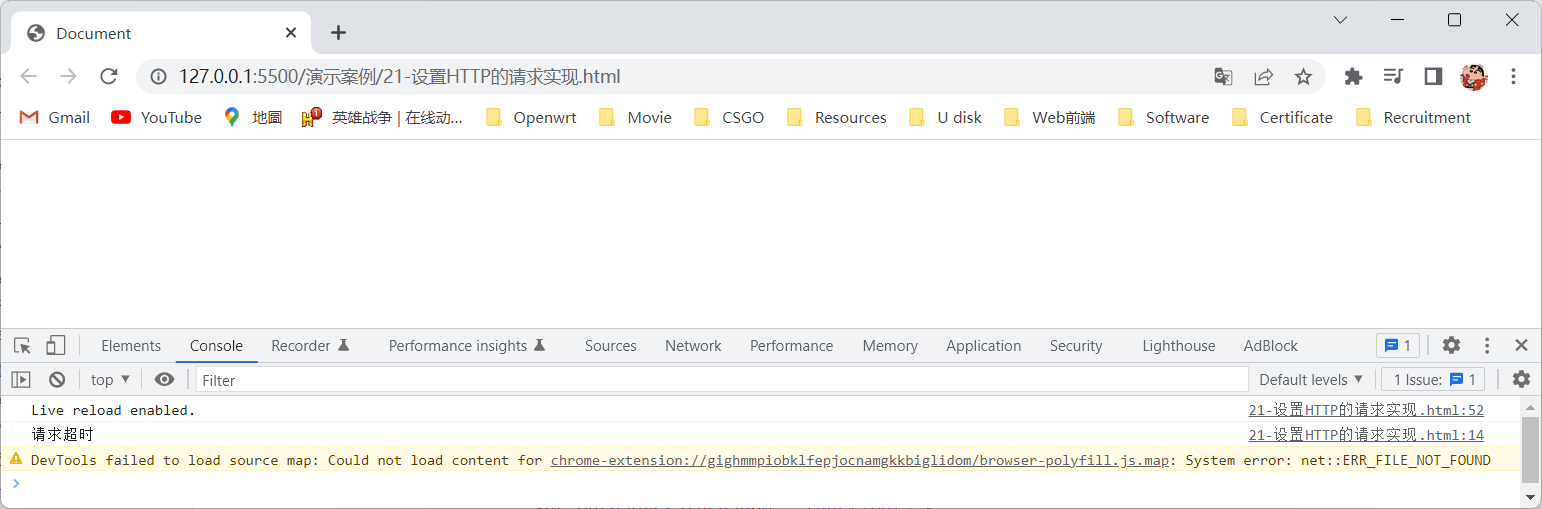 Document
127.0.0.1:5500/演示案例/21-设置HTTP的请求实现.html
Gmail YouTube 地圖 1 英雄战争 | 在线动... Openwrt Movie CSGO Resources U disk Web前端 Software Certificate Recruitment
Elements Console Recorder Performance insights Sources Network Performance Memory Application Security Lighthouse AdBlock 1
top Filter Default levels 1 Issue: 1
Live reload enabled. 21-设置HTTP的请求实现.html:52
请求超时 21-设置HTTP的请求实现.html:14
DevTools failed to load source map: Could not load content for chrome-extension://gighmmpiobklfepjocnamgkkbiglidom/browser-polyfill.js.map: System error: net::ERR_FILE_NOT_FOUND